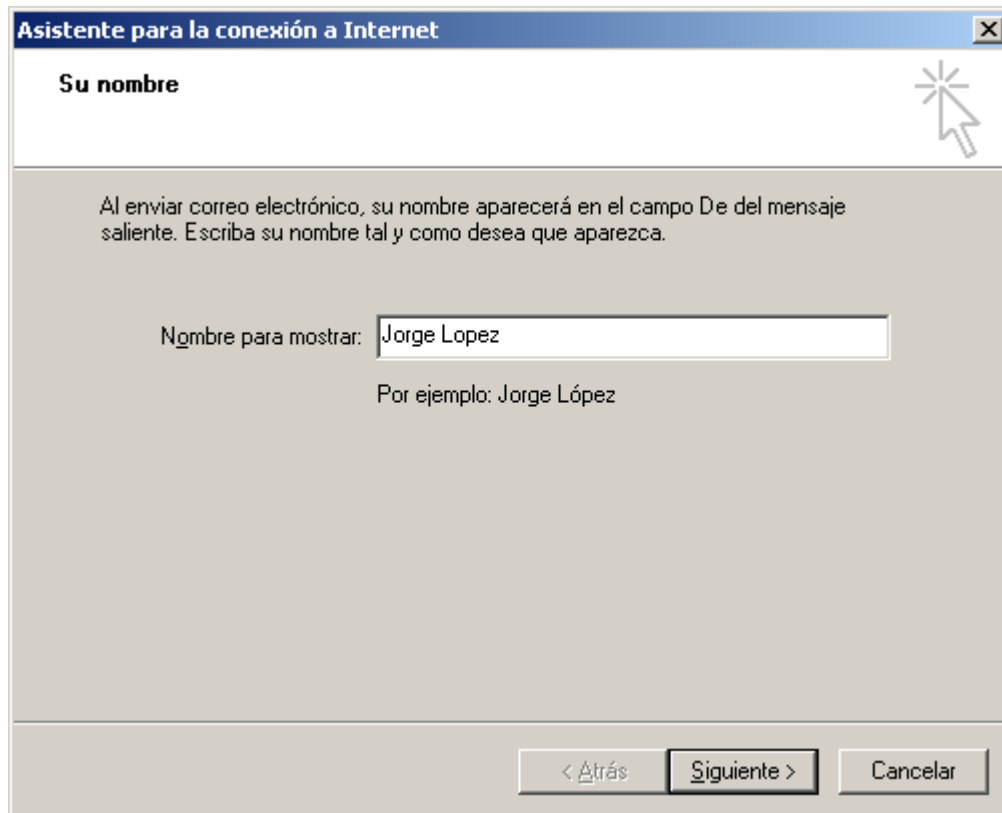 Asistente para la conexión a Internet
Su nombre
Al enviar correo electrónico, su nombre aparecerá en el campo De del mensaje
saliente. Escriba su nombre tal y como desea que aparezca.
Nombre para mostrar: Jorge Lopez
Por ejemplo: Jorge López
< Atrás Siguiente > Cancelar